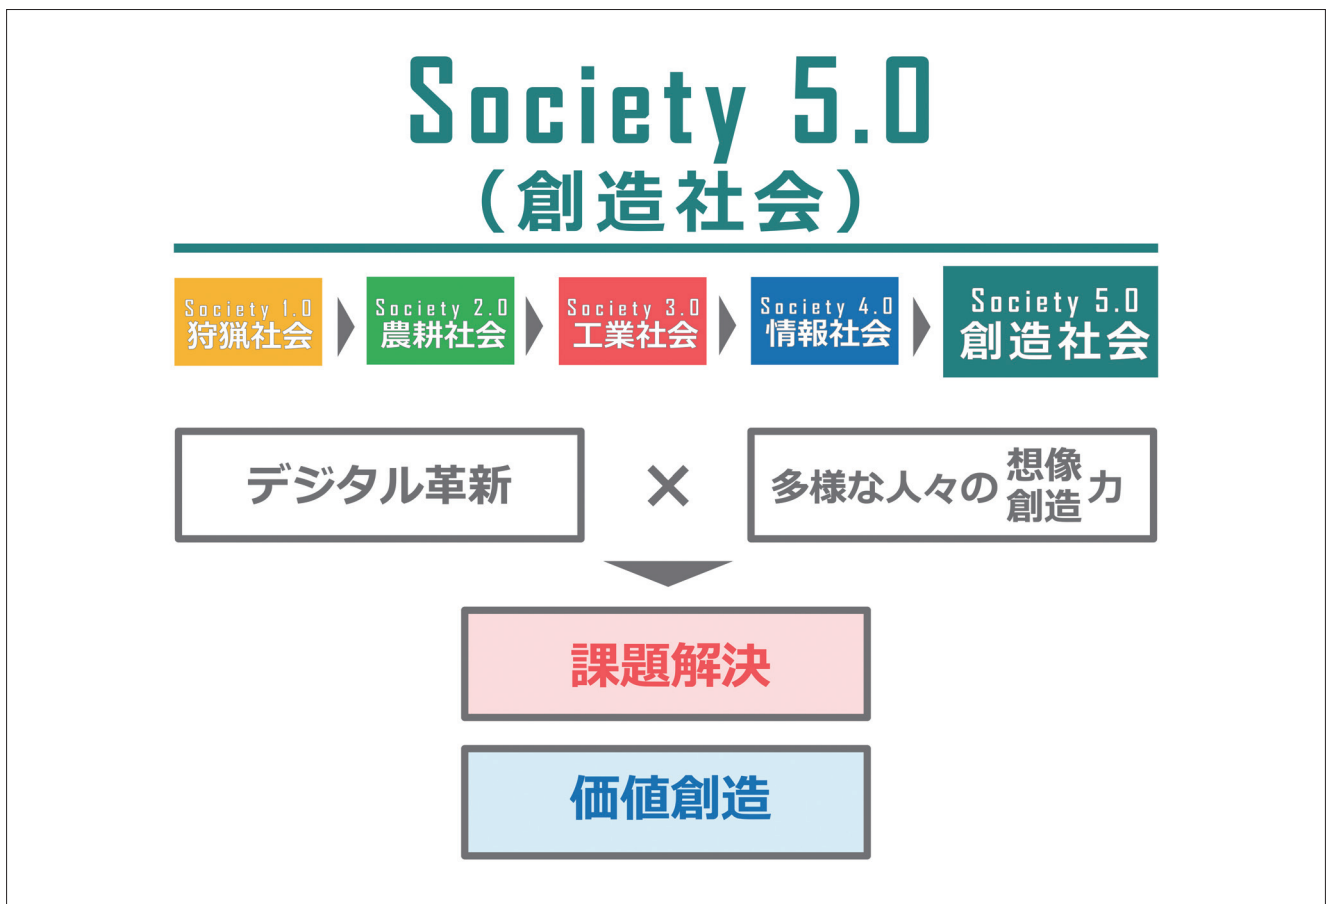 Society 5.0
（創造社会）
Society 1.0
狩猟社会
Society 2.0
農耕社会
Society 3.0
工業社会
Society 4.0
情報社会
Society 5.0
創造社会
デジタル革新
×
多様な人々の想像創造力
課題解決
価値創造